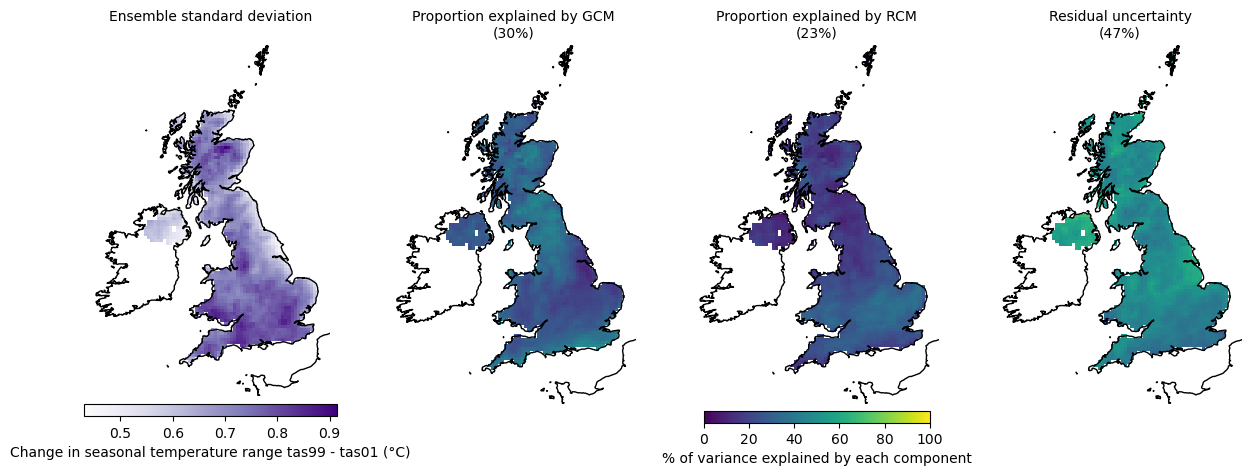 Ensemble standard deviation
Proportion explained by GCM
(30%)
Proportion explained by RCM
(23%)
Residual uncertainty
(47%)
0.5 0.6 0.7 0.8 0.9
Change in seasonal temperature range tas99 - tas01 (°C)
0 20 40 60 80 100
% of variance explained by each component